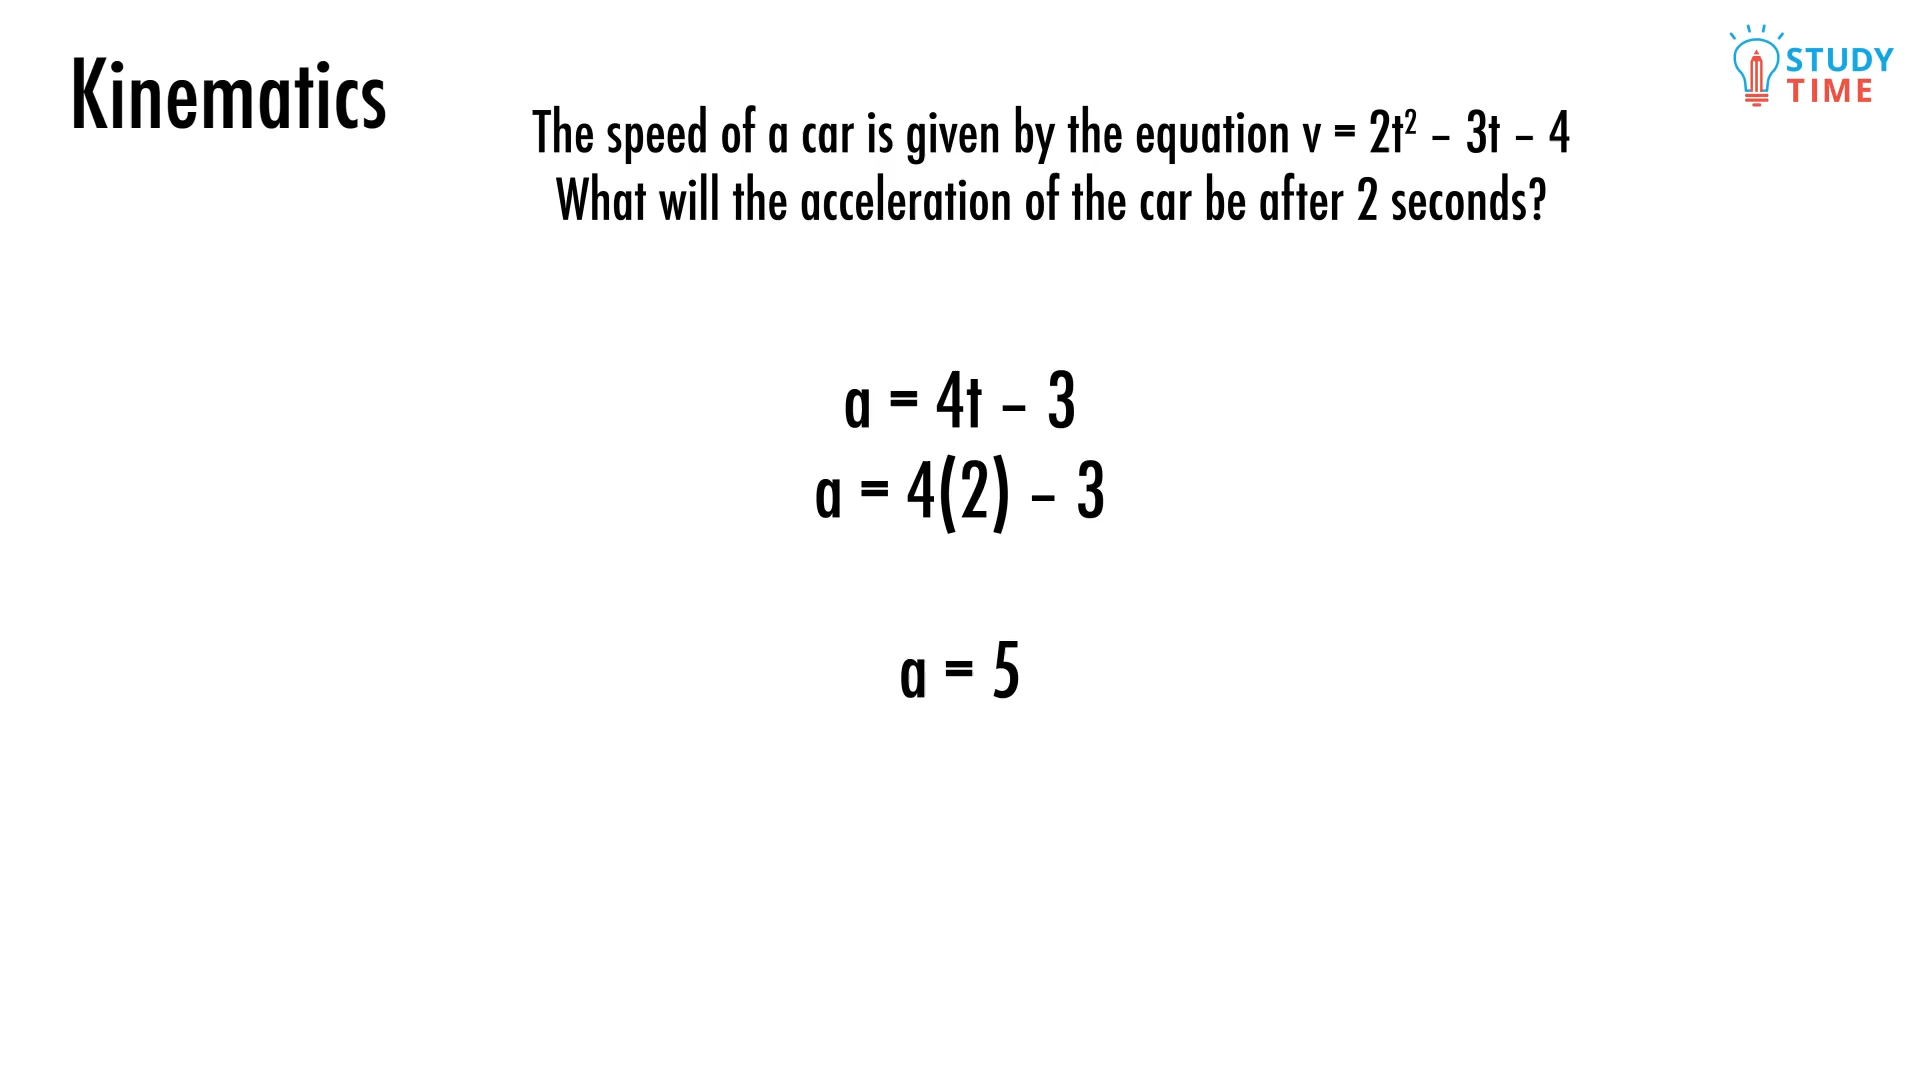 Kinematics
STUDY
TIME
The speed of a car is given by the equation v = 2t² – 3t – 4
What will the acceleration of the car be after 2 seconds?
a = 4t – 3
a = 4(2) – 3
a = 5